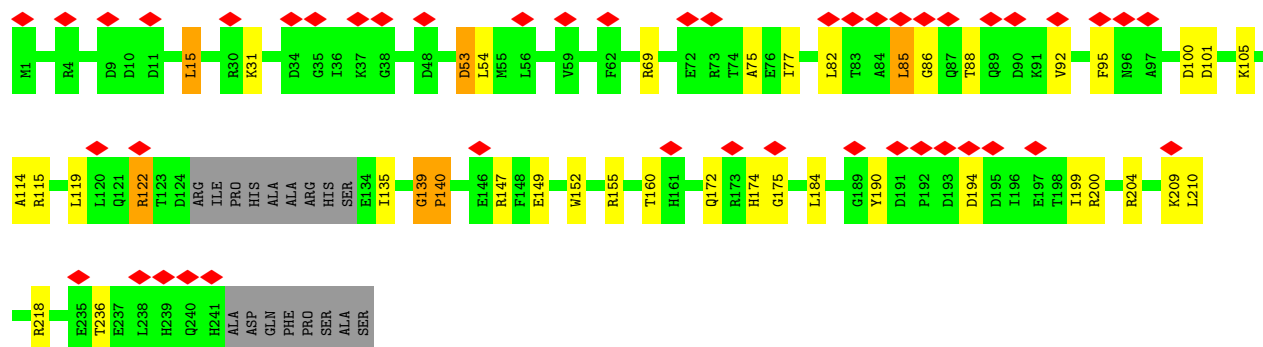 M1 R4 D9 D10 D11 L15 R30 K31 D34 G35 I36 K37 G38 D48 D53 L54 M55 L56 V59 F62 R69 E72 R73 T74 A75 E76 I77 L82 T83 A84 L85 G86 Q87 T88 Q89 D90 K91 V92 F95 N96 A97 D100 D101 K105
A114 R115 L119 L120 Q121 R122 T123 D124 ARG ILE PRO HIS ALA ALA ARG HIS SER E134 I135 G139 P140 E146 R147 F148 E149 W152 R155 T160 H161 Q172 R173 H174 G175 L184 G189 Y190 D191 P192 D193 D194 D195 I196 E197 T198 I199 R200 R204 K209 L210
R218 E235 T236 E237 L238 H239 Q240 H241 ALA ASP GLN PHE PRO SER ALA SER